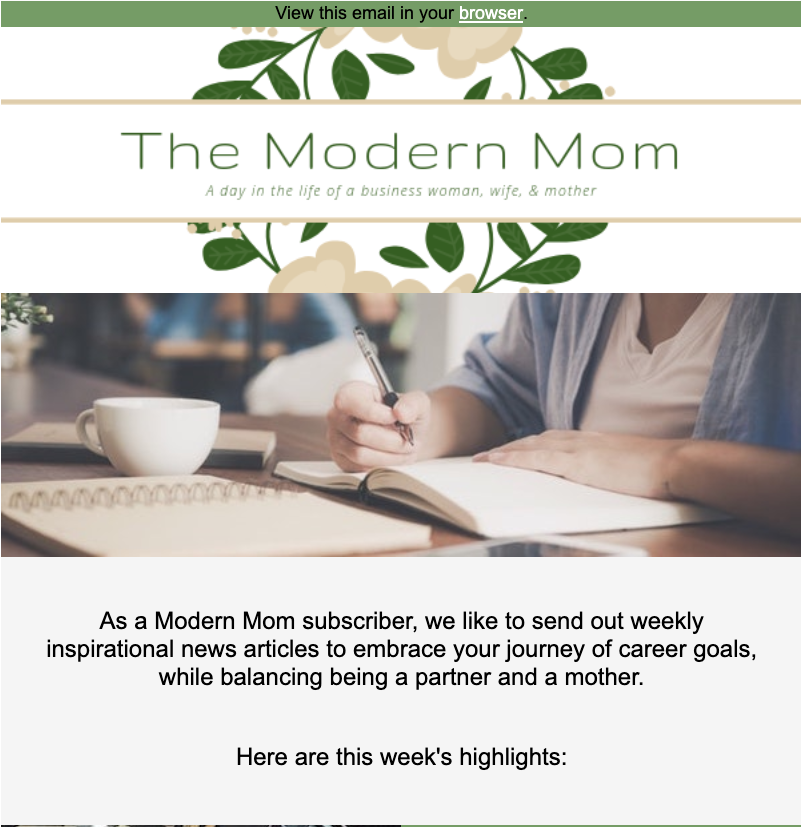 View this email in your browser.
The Modern Mom
A day in the life of a business woman, wife, & mother
As a Modern Mom subscriber, we like to send out weekly
inspirational news articles to embrace your journey of career goals,
while balancing being a partner and a mother.
Here are this week's highlights: